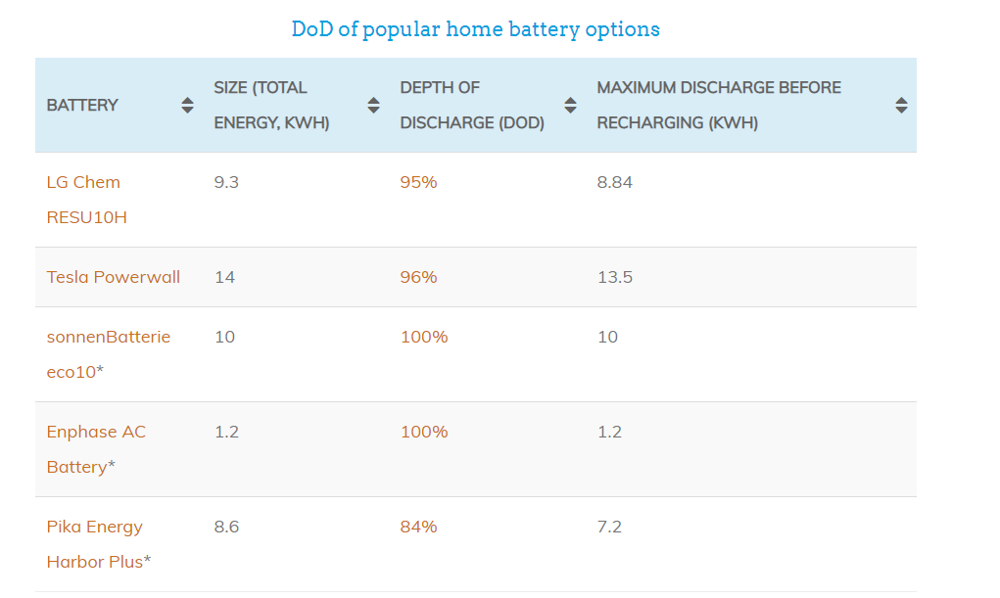 DoD of popular home battery options
BATTERY
SIZE (TOTAL
ENERGY, KWH)
DEPTH OF
DISCHARGE (DOD)
MAXIMUM DISCHARGE BEFORE
RECHARGING (KWH)
LG Chem
RESU10H
9.3
95%
8.84
Tesla Powerwall
14
96%
13.5
sonnenBatterie
eco10*
10
100%
10
Enphase AC
Battery*
1.2
100%
1.2
Pika Energy
Harbor Plus*
8.6
84%
7.2